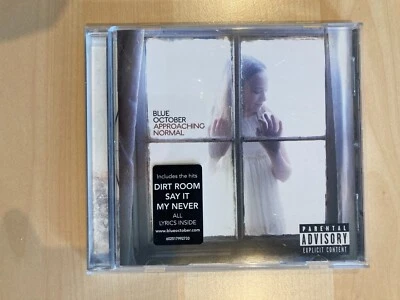 BLUE
OCTOBER
APPROACHING
NORMAL
Includes the hits
DIRT ROOM
SAY IT
MY NEVER
ALL
LYRICS INSIDE
www.blueoctober.com
PARENTAL
ADVISORY
EXPLICIT CONTENT